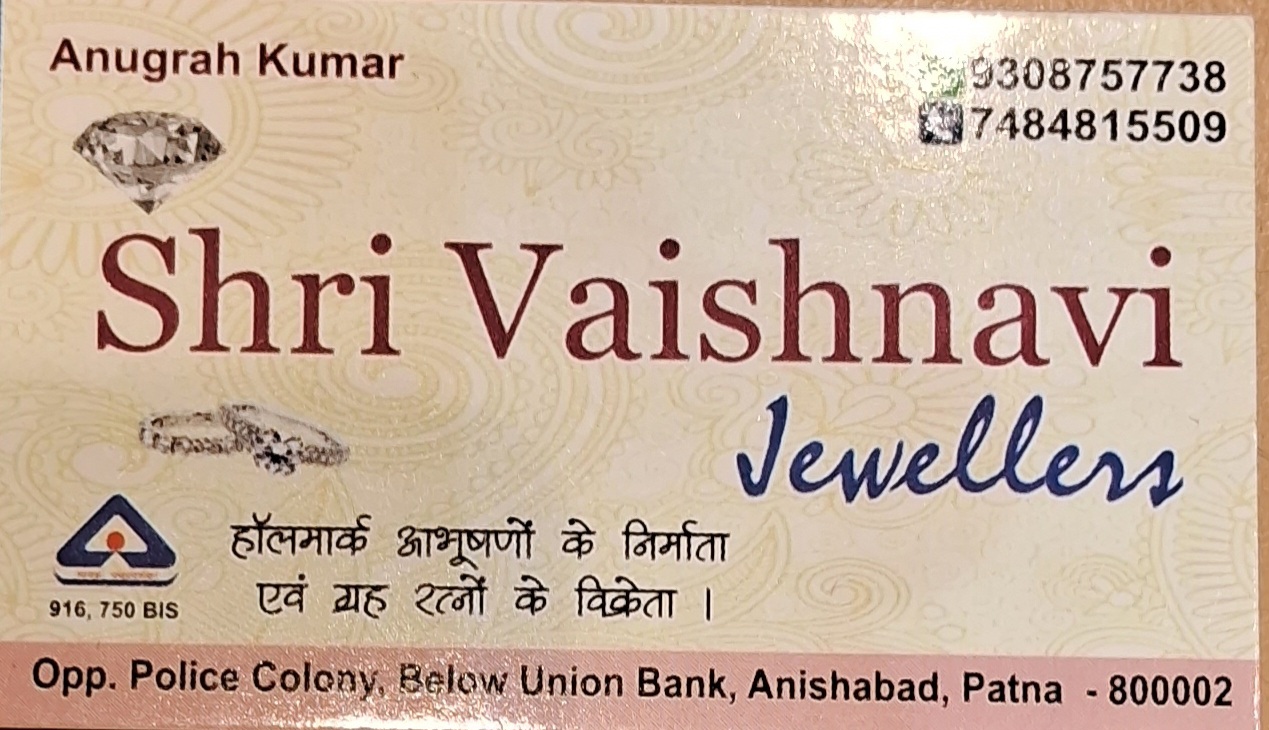 Anugrah Kumar
9308757738
7484815509
Shri Vaishnavi
Jewellers
हॉलमार्क आभूषणों के निर्माता
एवं ग्रह रत्नों के विक्रेता ।
916, 750 BIS
Opp. Police Colony, Below Union Bank, Anishabad, Patna - 800002